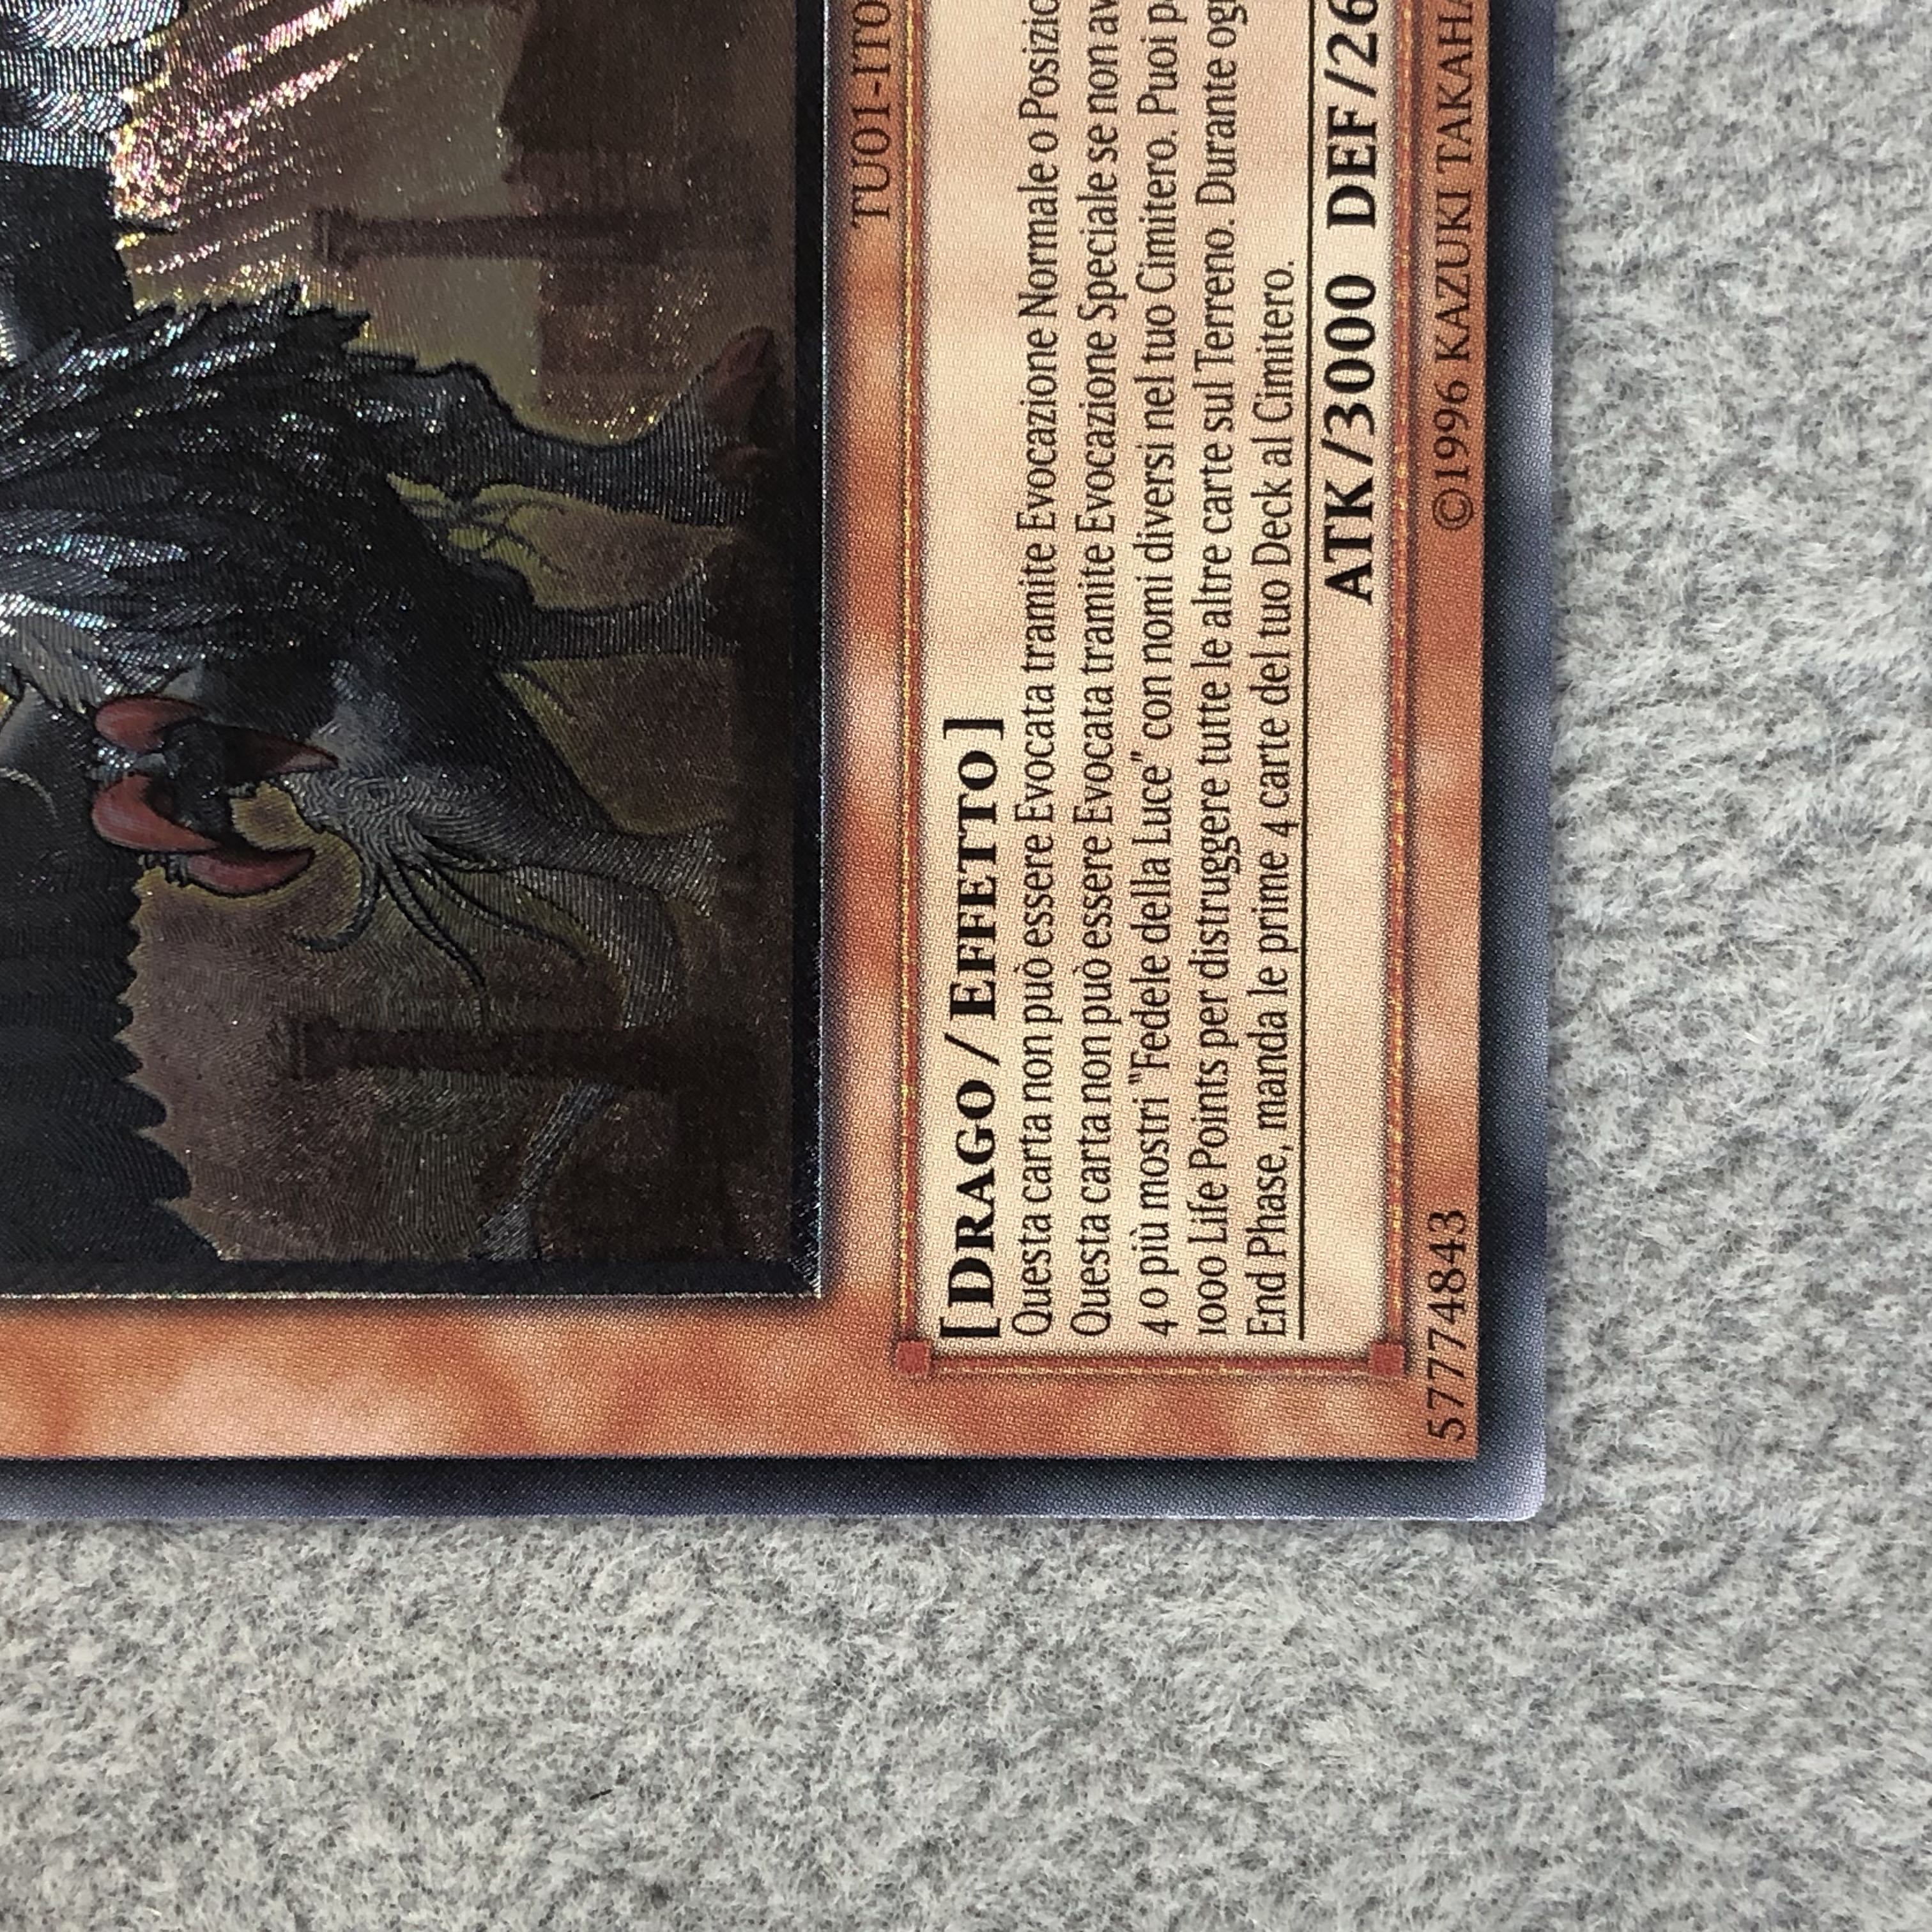 TU01-IT0
[DRAGO / EFFETTO]
Questa carta non può essere Evocata tramite Evocazione Normale o
Questa carta non può essere Evocata tramite Evocazione Speciale se non
4 o più mostri "Fedele della Luce" con nomi diversi nel tuo Cimitero. Puoi
1000 Life Points per distruggere tutte le altre carte sul Terreno. Durante
End Phase, manda le prime 4 carte del tuo Deck al Cimitero.
ATK/3000 DEF/26
57774843 ©1996 KAZUKI TAKAHA